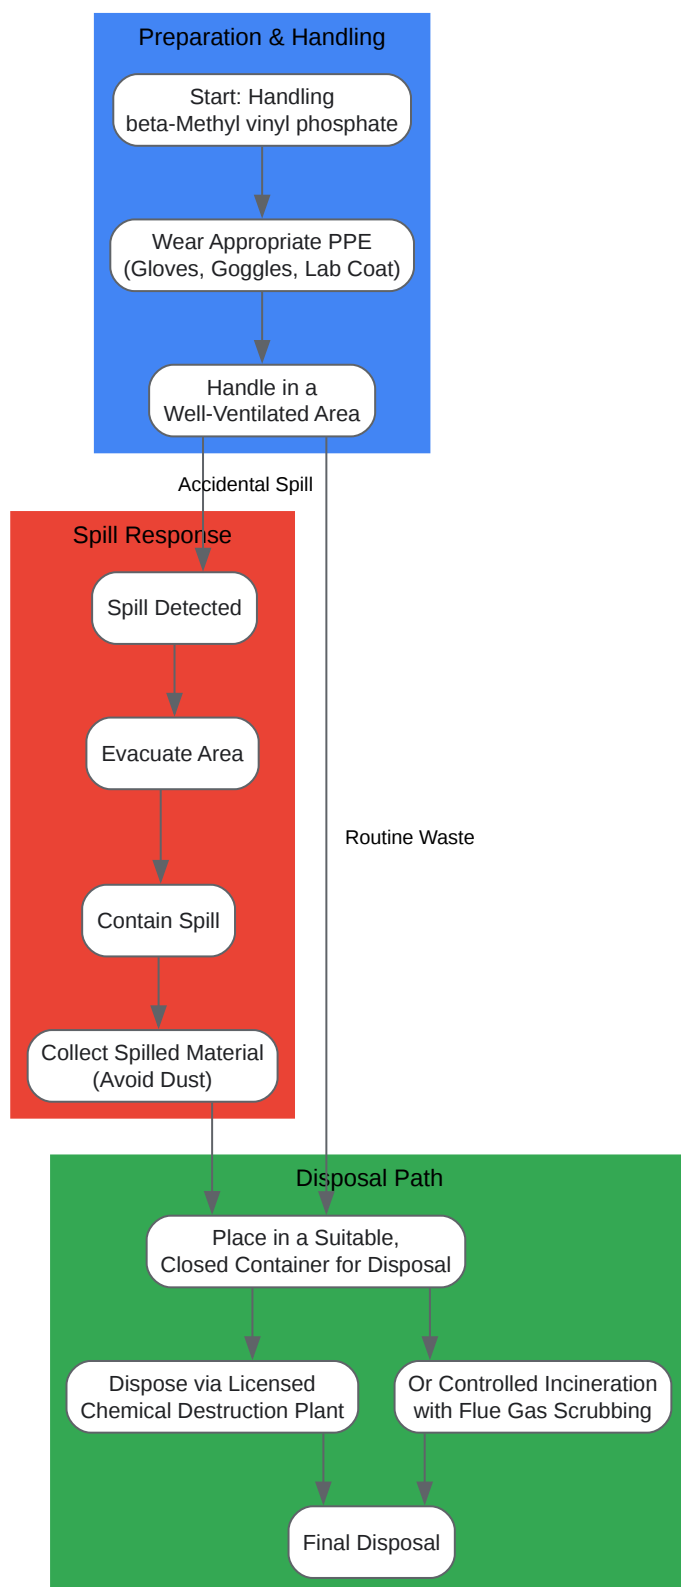 Preparation & Handling
Start: Handling
beta-Methyl vinyl phosphate
Wear Appropriate PPE
(Gloves, Goggles, Lab Coat)
Handle in a
Well-Ventilated Area
Accidental Spill
Spill Response
Spill Detected
Evacuate Area
Routine Waste
Contain Spill
Collect Spilled Material
(Avoid Dust)
Disposal Path
Place in a Suitable,
Closed Container for Disposal
Dispose via Licensed
Chemical Destruction Plant
Or Controlled Incineration
with Flue Gas Scrubbing
Final Disposal